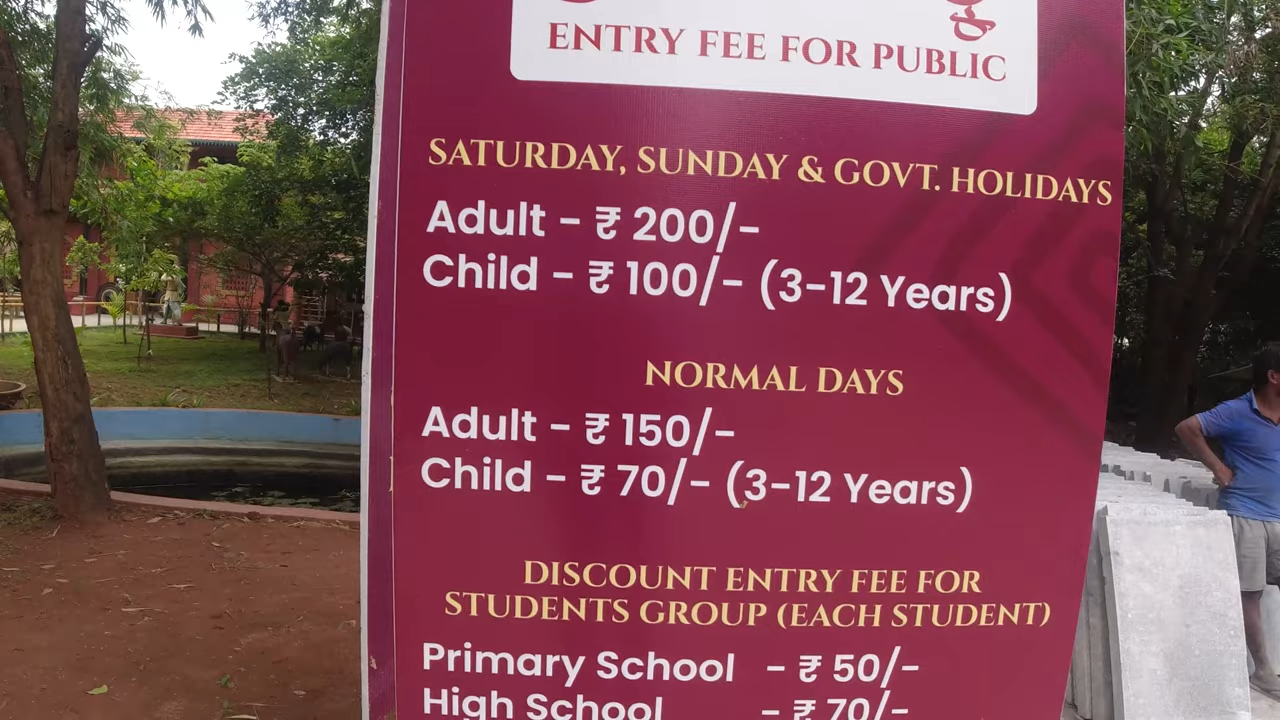 ENTRY FEE FOR PUBLIC
SATURDAY, SUNDAY & GOVT. HOLIDAYS
Adult - ₹ 200/-
Child - ₹ 100/- (3-12 Years)
NORMAL DAYS
Adult - ₹ 150/-
Child - ₹ 70/- (3-12 Years)
DISCOUNT ENTRY FEE FOR
STUDENTS GROUP (EACH STUDENT)
Primary School - ₹ 50/-
High School - ₹ 70/-